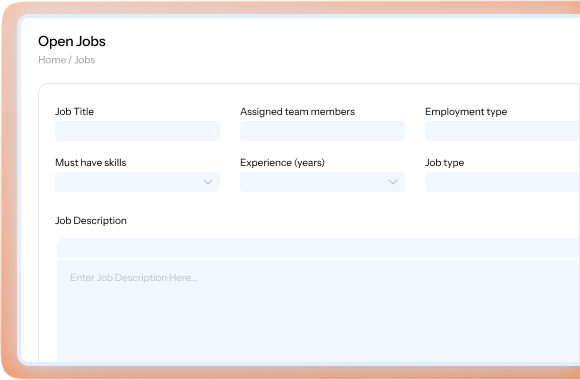 Open Jobs
Home / Jobs
Job Title
Assigned team members
Employment type
Must have skills
Experience (years)
Job type
Job Description
Enter Job Description Here...